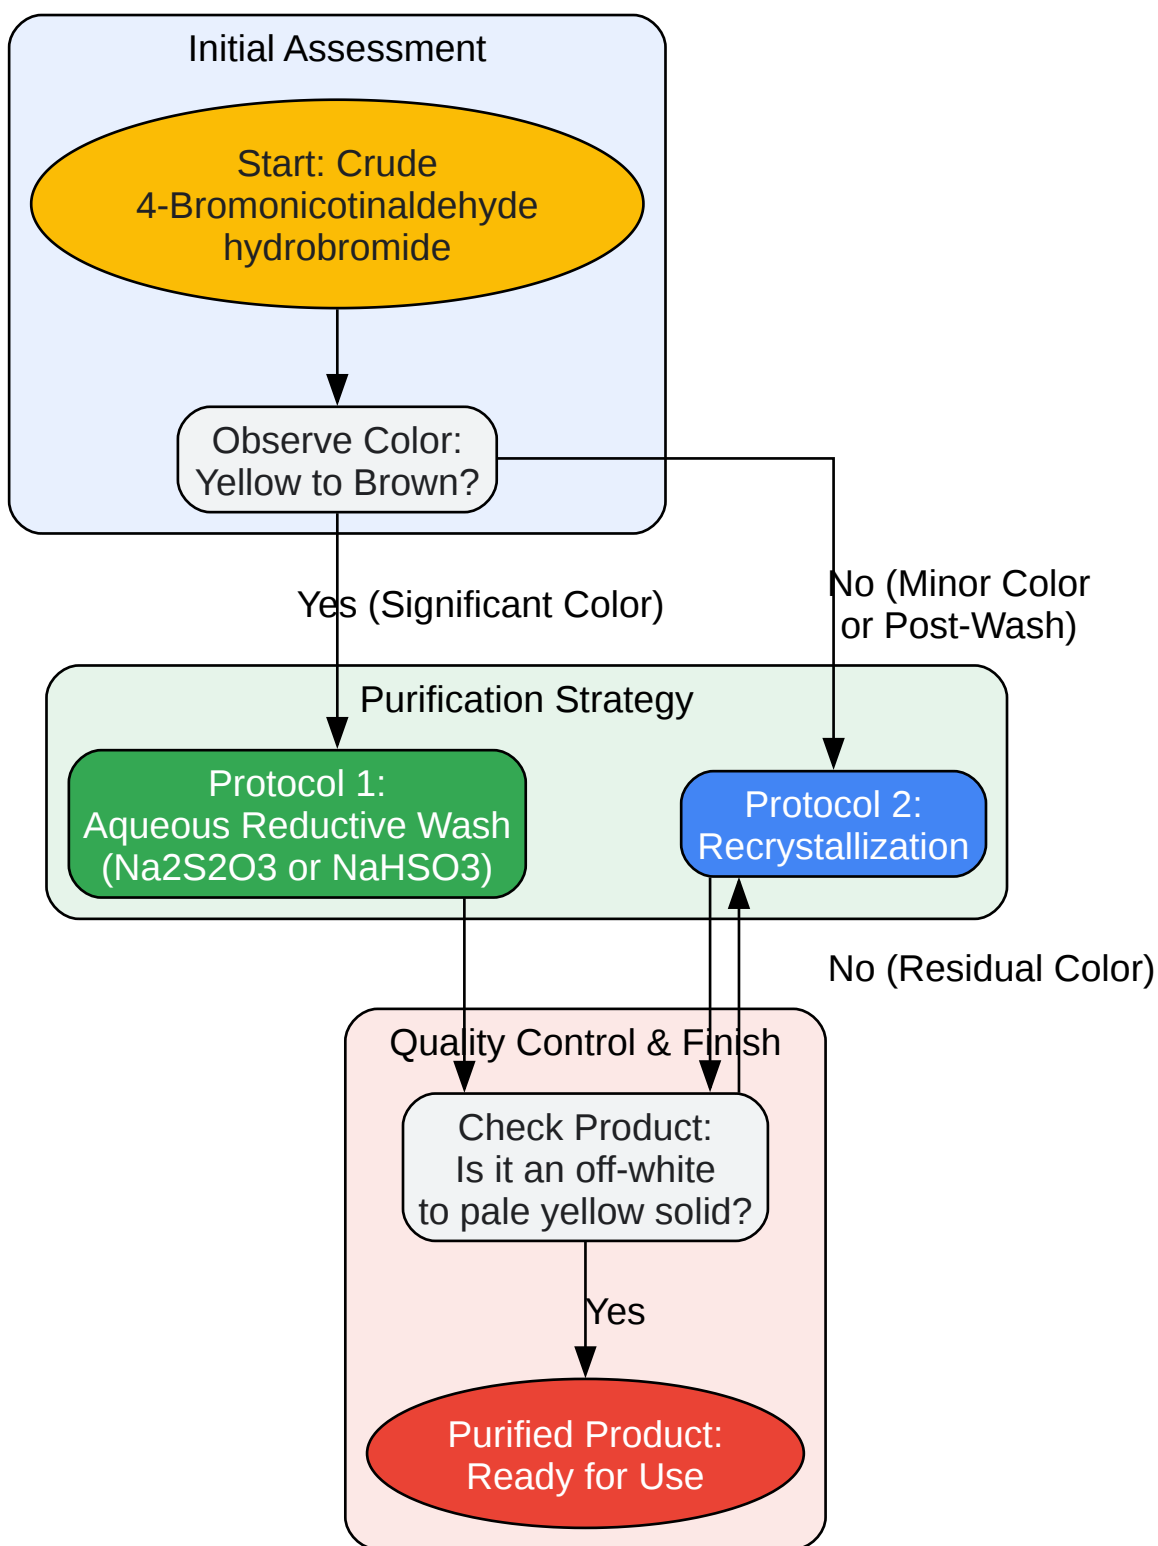 Initial Assessment
Start: Crude
4-Bromonicotinaldehyde
hydrobromide
Observe Color:
Yellow to Brown?
Yes (Significant Color)
No (Minor Color
or Post-Wash)
Purification Strategy
Protocol 1:
Aqueous Reductive Wash
(Na2S2O3 or NaHSO3)
Protocol 2:
Recrystallization
No (Residual Color)
Quality Control & Finish
Check Product:
Is it an off-white
to pale yellow solid?
Yes
Purified Product:
Ready for Use